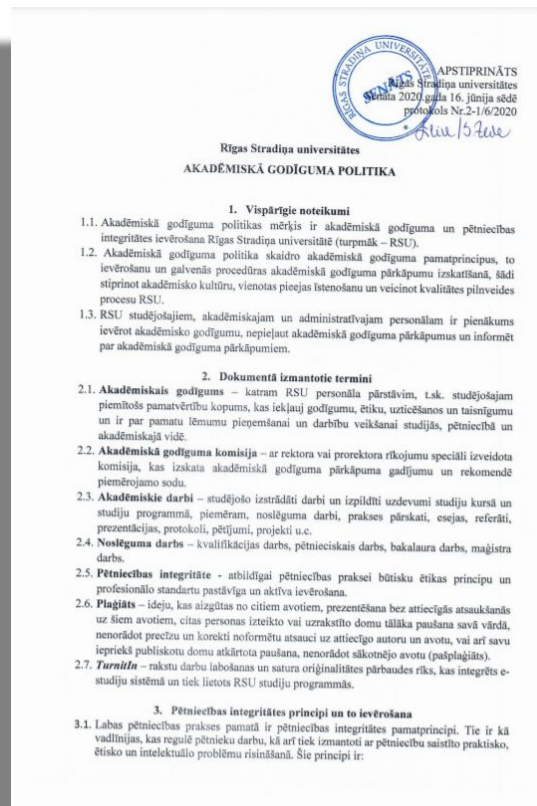 RĪGAS STRADIŅA UNIVERSITĀTE
SENĀTS
APSTIPRINĀTS
Rīgas Stradiņa universitātes
Senāta 2020.gada 16. jūnija sēdē
protokols Nr.2-1/6/2020
Rīgas Stradiņa universitātes
AKADĒMISKĀ GODĪGUMA POLITIKA
1. Vispārīgie noteikumi
1.1. Akadēmiskā godīguma politikas mērķis ir akadēmiskā godīguma un pētniecības
integritātes ievērošana Rīgas Stradiņa universitātē (turpmāk – RSU).
1.2. Akadēmiskā godīguma politika skaidro akadēmiskā godīguma pamatprincipus, to
ievērošanu un galvenās procedūras akadēmiskā godīguma pārkāpumu izskatīšanā, šādi
stiprinot akadēmisko kultūru, vienotas pieejas īstenošanu un veicinot kvalitātes pilnveides
procesu RSU.
1.3. RSU studējošajiem, akadēmiskajam un administratīvajam personālam ir pienākums
ievērot akadēmisko godīgumu, nepieļaut akadēmiskā godīguma pārkāpumus un informēt
par akadēmiskā godīguma pārkāpumiem.
2. Dokumentā izmantotie termini
2.1. Akadēmiskais godīgums – katram RSU personāla pārstāvim, t.sk. studējošajam
piemītošs pamatvērtību kopums, kas iekļauj godīgumu, ētiku, uzticēšanos un taisnīgumu
un ir par pamatu lēmumu pieņemšanai un darbību veikšanai studijās, pētniecībā un
akadēmiskajā vidē.
2.2. Akadēmiskā godīguma komisija – ar rektora vai prorektora rīkojumu speciāli izveidota
komisija, kas izskata akadēmiskā godīguma pārkāpuma gadījumu un rekomendē
piemērojamo sodu.
2.3. Akadēmiskie darbi – studējošo izstrādāti darbi un izpildīti uzdevumi studiju kursā un
studiju programmā, piemēram, noslēguma darbi, prakses pārskati, esejas, referāti,
prezentācijas, protokoli, pētījumi, projekti u.c.
2.4. Noslēguma darbs – kvalifikācijas darbs, pētnieciskais darbs, bakalaura darbs, maģistra
darbs.
2.5. Pētniecības integritāte - atbildīgai pētniecības praksei būtisku ētikas principu un
profesionālo standartu pastāvīga un aktīva ievērošana.
2.6. Plaģiāts – ideju, kas aizgūtas no citiem avotiem, prezentēšana bez attiecīgās atsaukšanās
uz šiem avotiem, citas personas izteikto vai uzrakstīto domu tālāka paušana savā vārdā,
nenorādot precīzu un korekti noformētu atsauci uz attiecīgo autoru un avotu, vai arī savu
iepriekš publiskotu domu atkārtota paušana, nenorādot sākotnējo avotu (pašplaģiāts).
2.7. TurnitIn – rakstu darbu labošanas un satura oriģinalitātes pārbaudes rīks, kas integrēts e-
studiju sistēmā un tiek lietots RSU studiju programmās.
3. Pētniecības integritātes principi un to ievērošana
3.1. Labas pētniecības prakses pamatā ir pētniecības integritātes pamatprincipi. Tie ir kā
vadlīnijas, kas regulē pētnieku darbu, kā arī tiek izmantoti ar pētniecību saistīto praktisko,
ētisko un intelektuālo problēmu risināšanā. Šie principi ir: